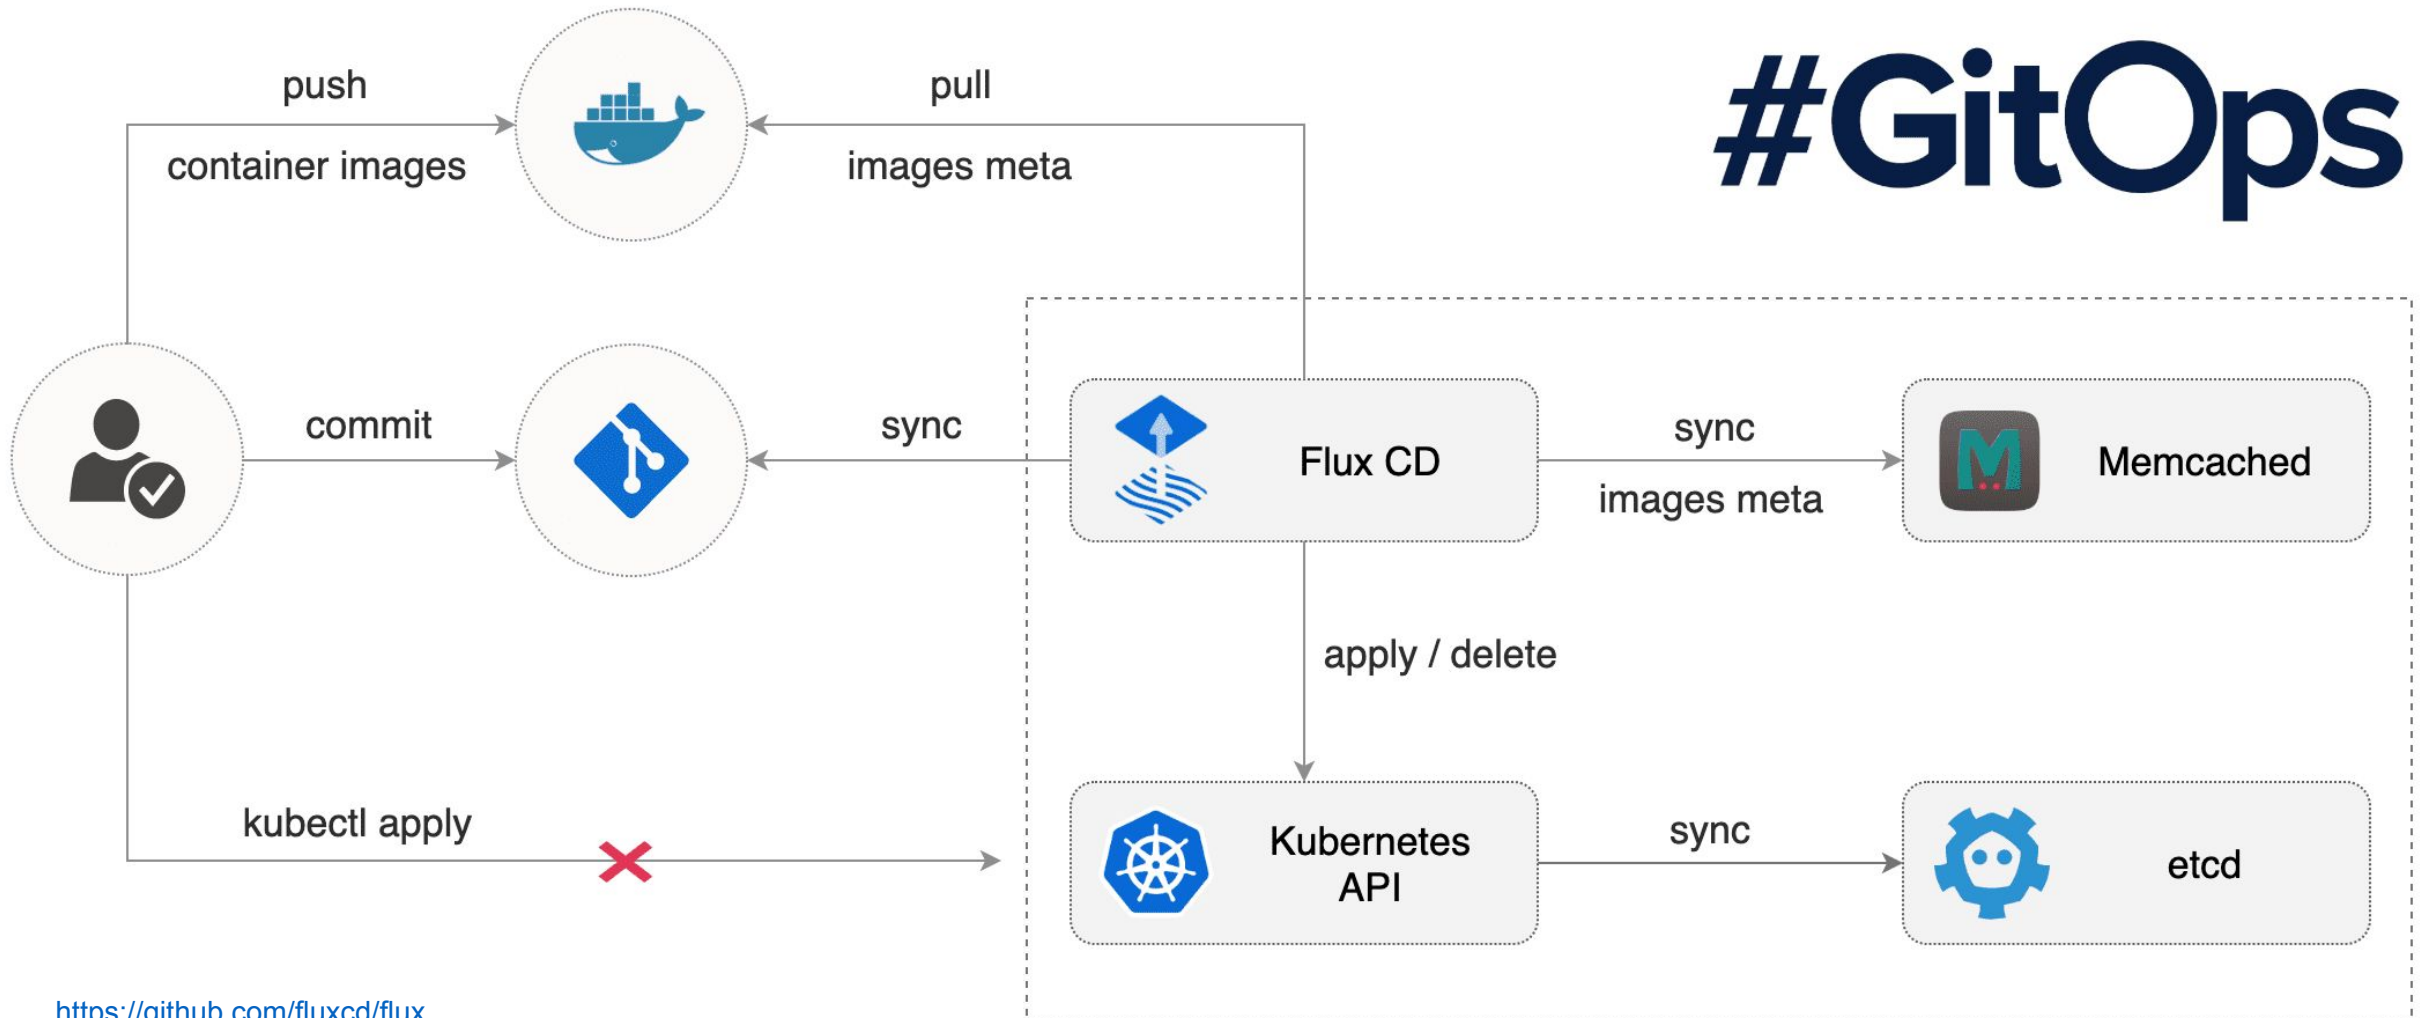 #GitOps
push
container images
pull
images meta
commit
sync
Flux CD
sync
images meta
Memcached
apply / delete
kubectl apply
Kubernetes
API
sync
etcd
https://github.com/fluxcd/flux